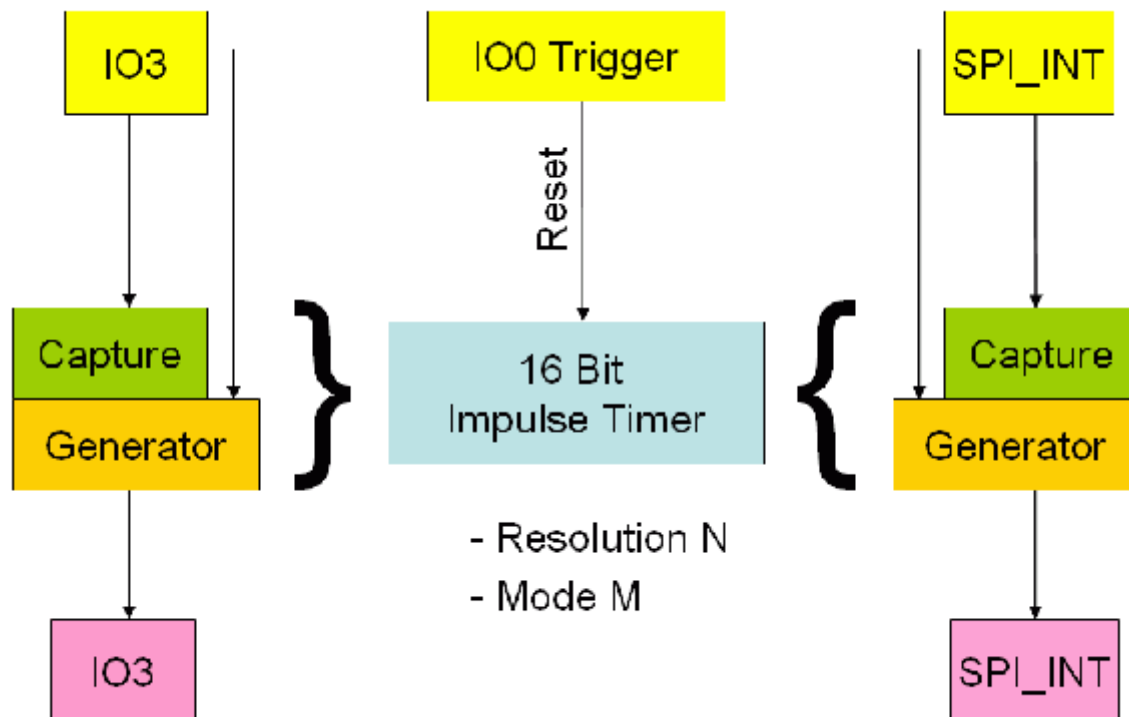 IO3
IO0 Trigger
SPI_INT
Reset
Capture
Generator
16 Bit
Impulse Timer
Capture
Generator
- Resolution N
- Mode M
IO3
SPI_INT